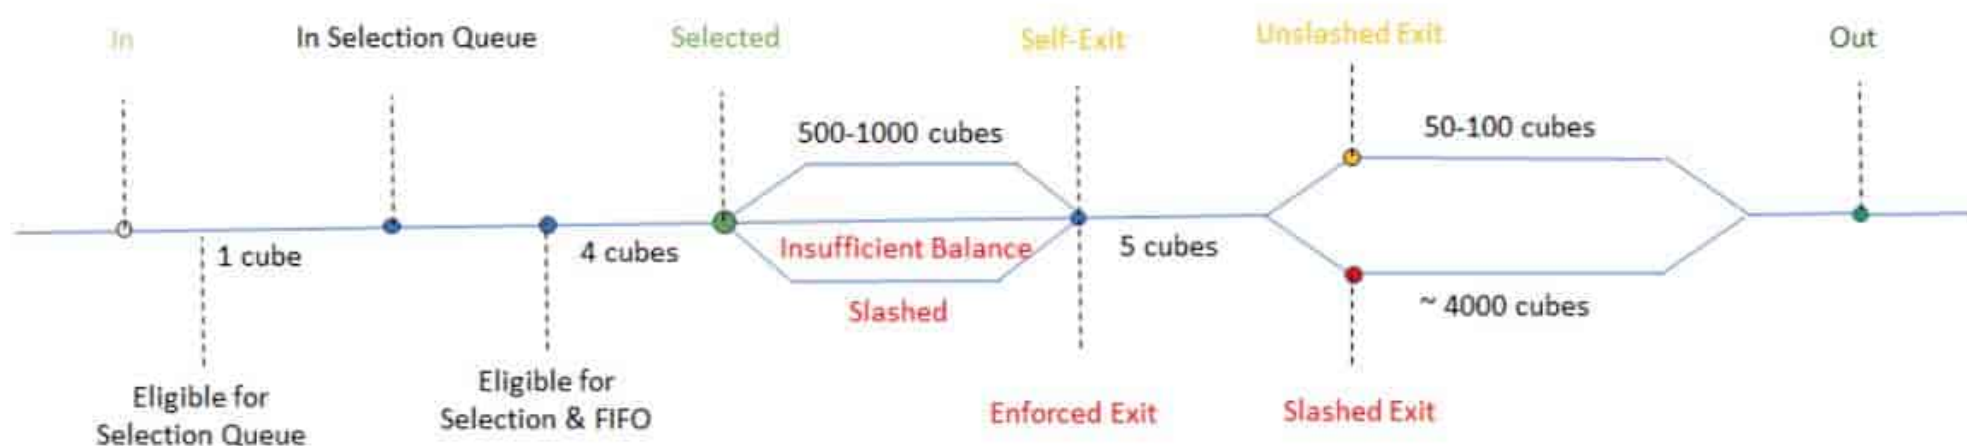 In
In Selection Queue
Selected
Self-Exit
Unslashed Exit
Out
500-1000 cubes
50-100 cubes
1 cube
4 cubes
Insufficient Balance
5 cubes
Slashed
~ 4000 cubes
Eligible for
Selection Queue
Eligible for
Selection & FIFO
Enforced Exit
Slashed Exit